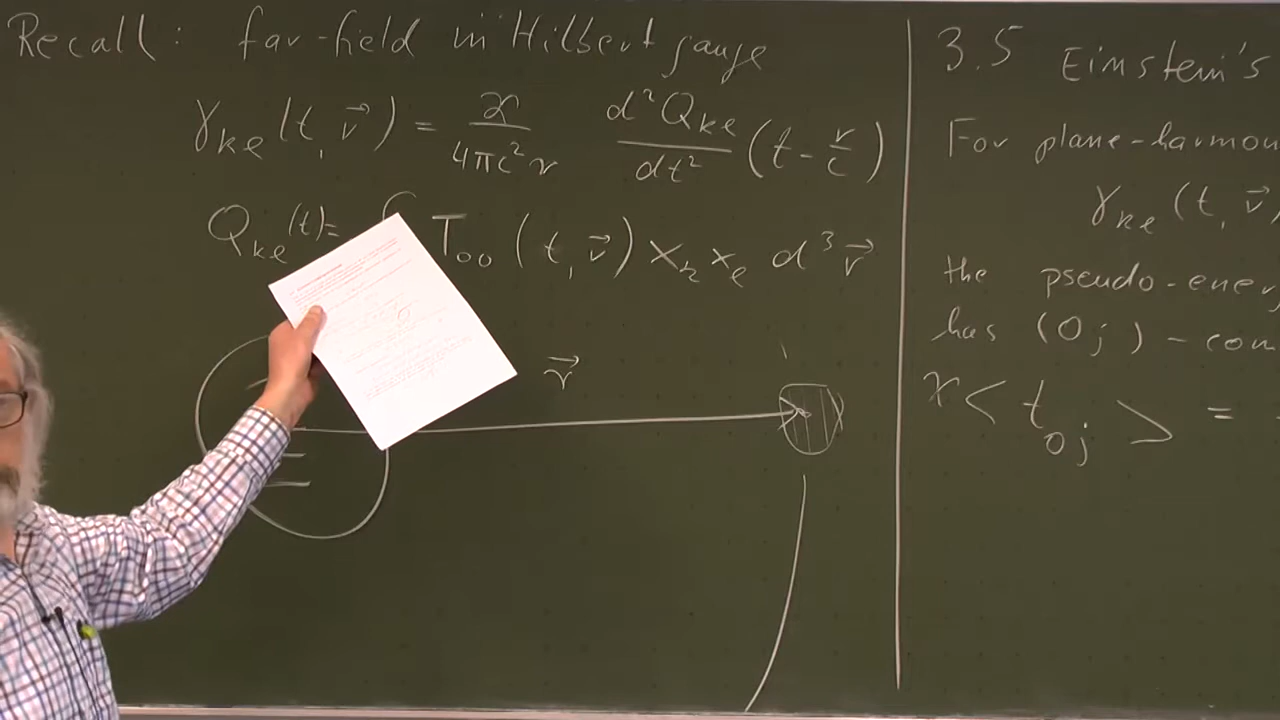 Recall: far-field in Hilbert gauge
γₖₑ(t, r⃗) = ϰ/(4πc²r) d²Qₖₑ/dt² (t - r/c)
Qₖₑ(t) = ∫ T₀₀(t, r⃗) xₖ xₑ d³r⃗
r⃗
3.5 Einstein's
For plane-harmon
γₖₑ(t, r⃗)
the pseudo-energ
has (0j)-com
ϰ< t₀ⱼ > =